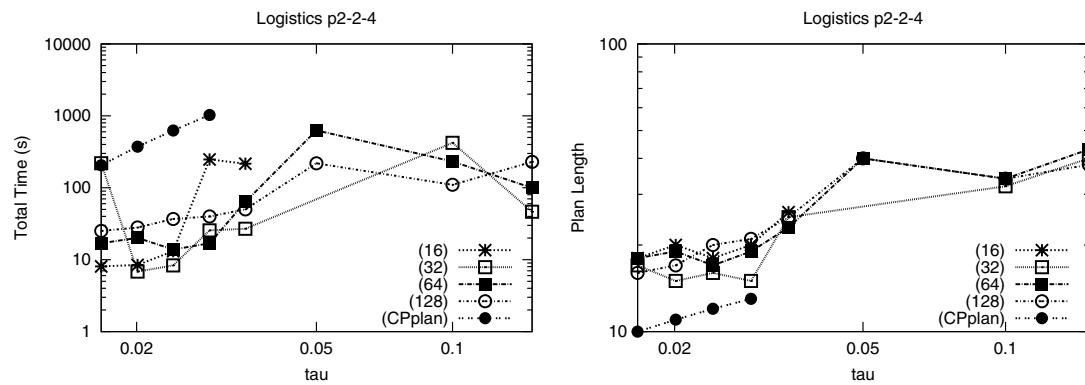 Logistics p2-2-4
10000
1000
100
10
1
Total Time (s)
0.02
0.05
0.1
tau
(16)
(32)
(64)
(128)
(CPplan)
Logistics p2-2-4
100
10
Plan Length
0.02
0.05
0.1
tau
(16)
(32)
(64)
(128)
(CPplan)